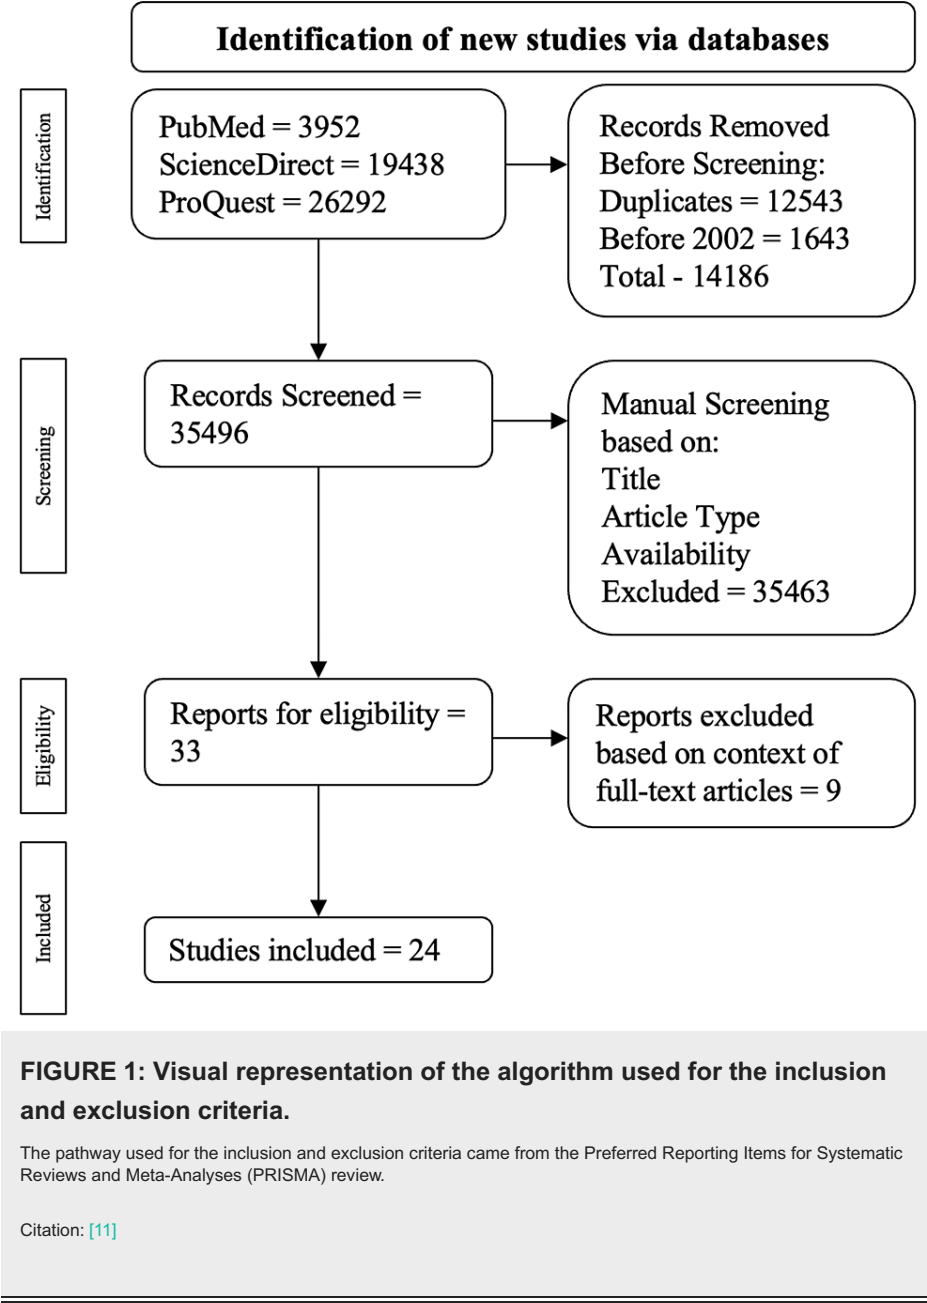 Identification of new studies via databases
Identification
PubMed = 3952
ScienceDirect = 19438
ProQuest = 26292
Records Removed
Before Screening:
Duplicates = 12543
Before 2002 = 1643
Total - 14186
Screening
Records Screened =
35496
Manual Screening
based on:
Title
Article Type
Availability
Excluded = 35463
Eligibility
Reports for eligibility =
33
Reports excluded
based on context of
full-text articles = 9
Included
Studies included = 24
FIGURE 1: Visual representation of the algorithm used for the inclusion
and exclusion criteria.
The pathway used for the inclusion and exclusion criteria came from the Preferred Reporting Items for Systematic
Reviews and Meta-Analyses (PRISMA) review.
Citation: [11]